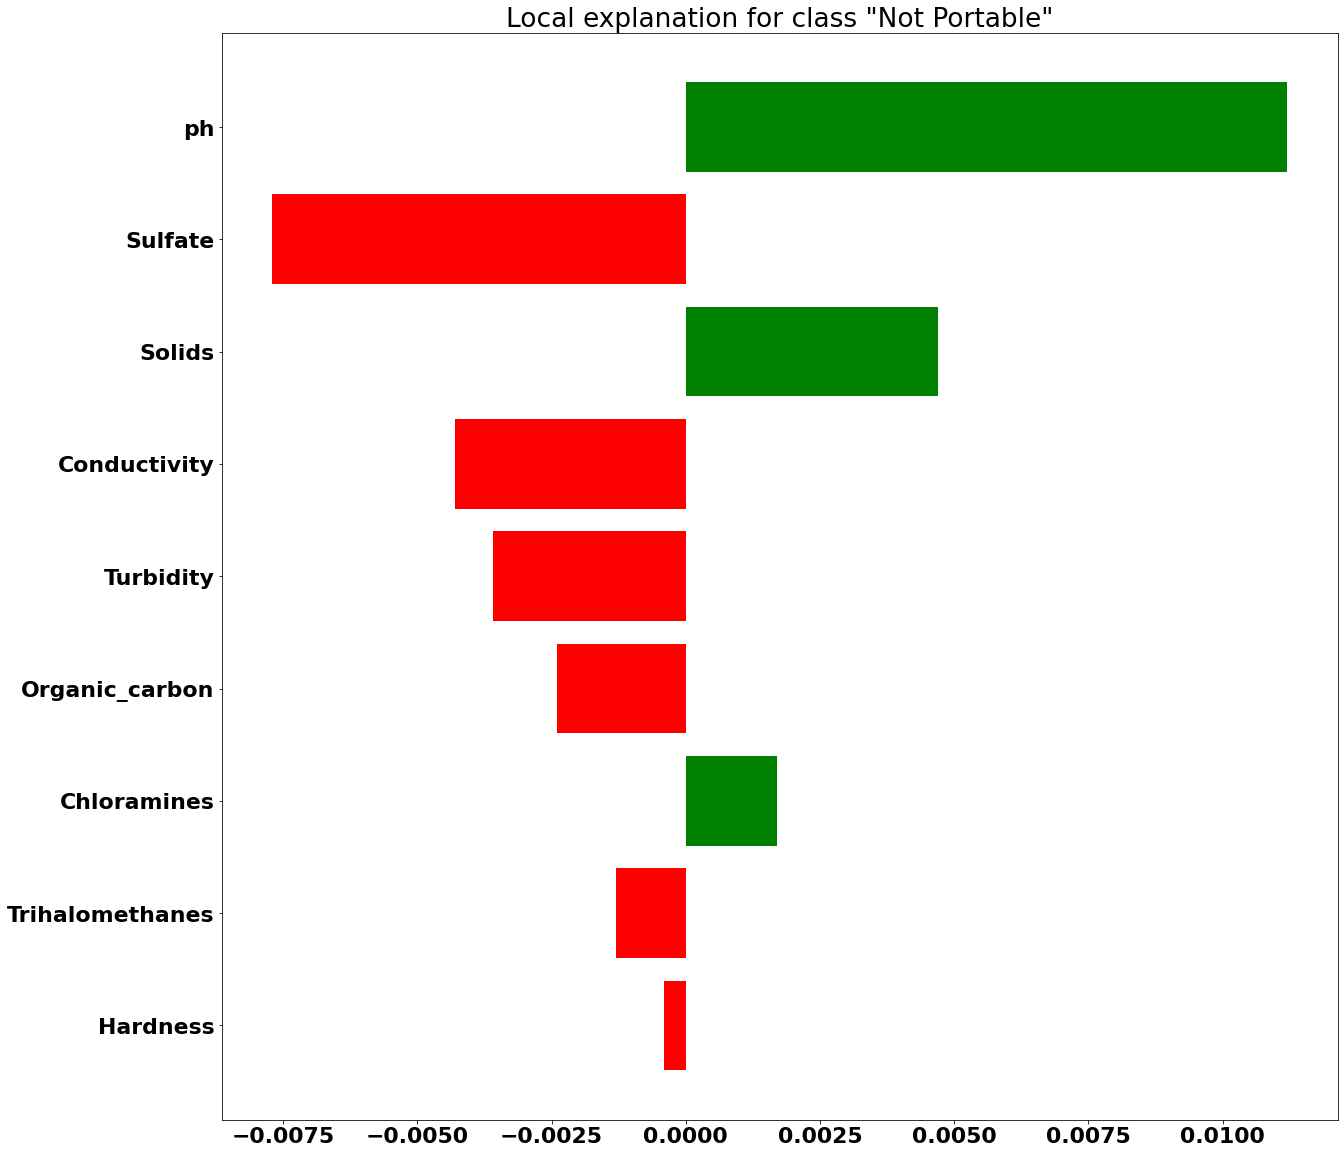 Local explanation for class "Not Portable"
ph
Sulfate
Solids
Conductivity
Turbidity
Organic_carbon
Chloramines
Trihalomethanes
Hardness
−0.0075 −0.0050 −0.0025 0.0000 0.0025 0.0050 0.0075 0.0100